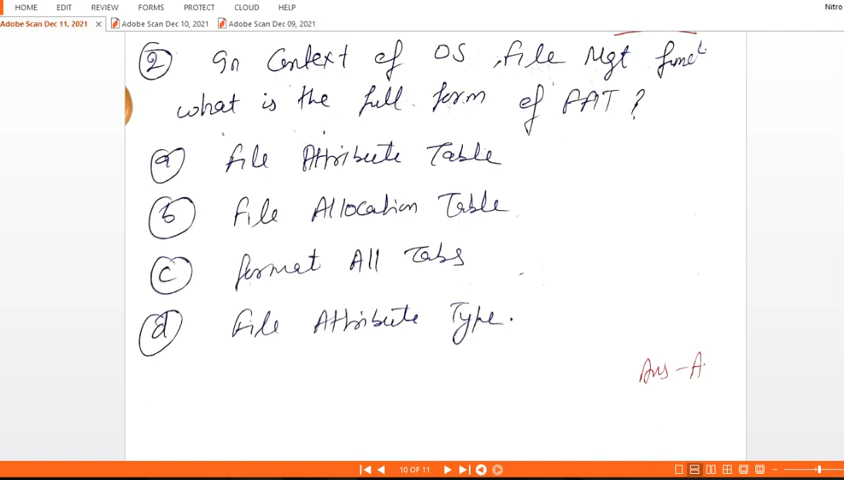 Nitro
HOME EDIT REVIEW FORMS PROTECT CLOUD HELP
Adobe Scan Dec 11, 2021 × Adobe Scan Dec 10, 2021 Adobe Scan Dec 09, 2021
2 In Context of OS, File Mgt funct
what is the full form of FAT?
a File Attribute Table
b File Allocation Table
c Format All Tabs
d File Attribute Type.
Ans - A
10 OF 11